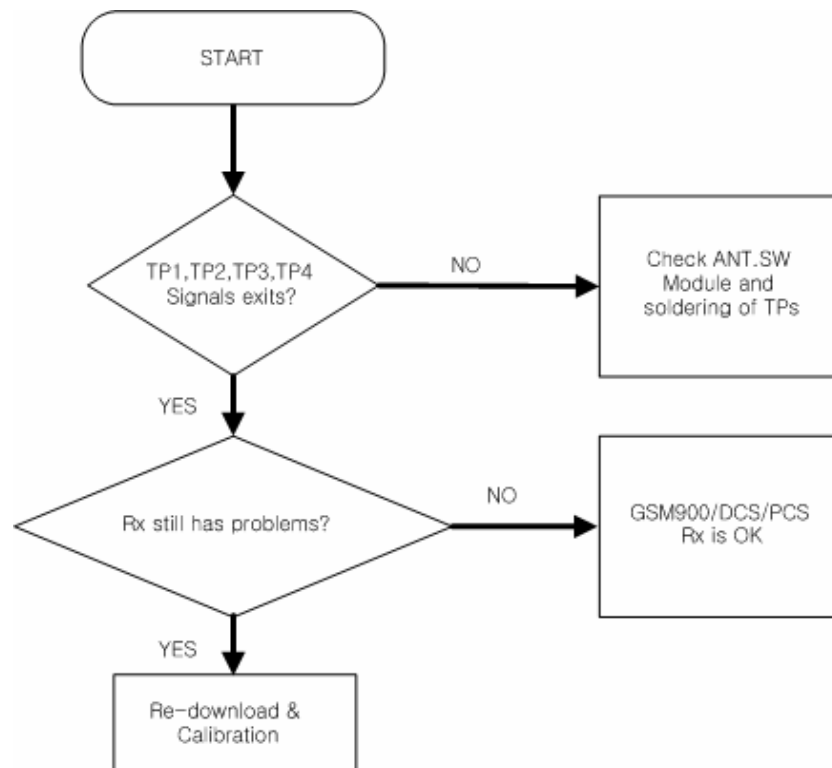 START
TP1,TP2,TP3,TP4
Signals exits?
NO
Check ANT.SW
Module and
soldering of TPs
YES
Rx still has problems?
NO
GSM900/DCS/PCS
Rx is OK
YES
Re-download &
Calibration